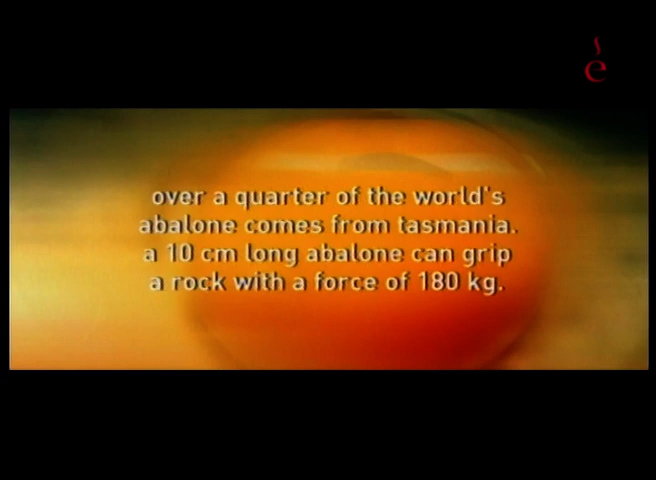 e
over a quarter of the world's
abalone comes from tasmania.
a 10 cm long abalone can grip
a rock with a force of 180 kg.